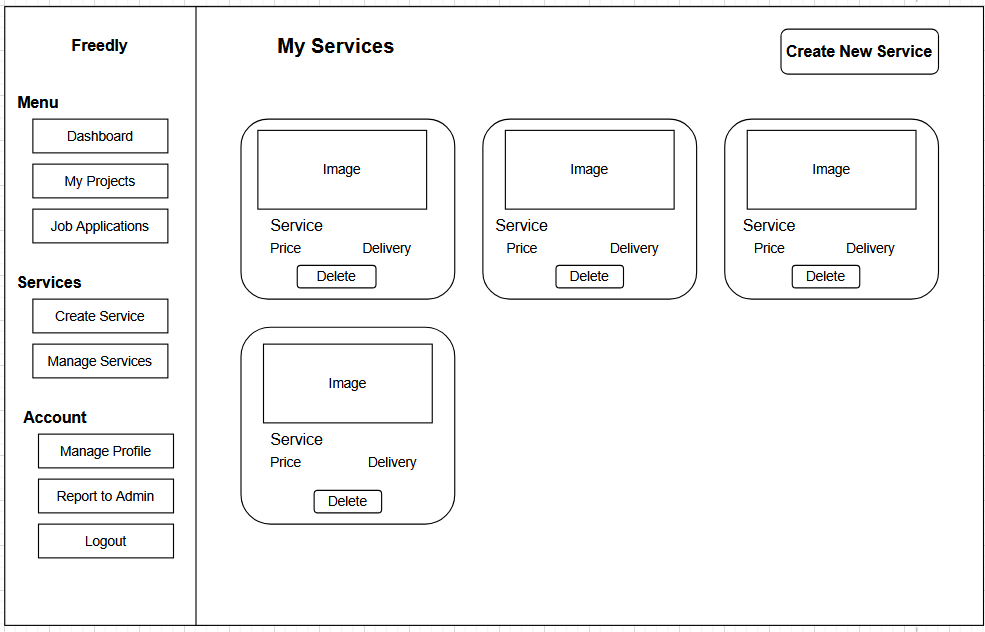 Freedly
Menu
Dashboard
My Projects
Job Applications
Services
Create Service
Manage Services
Account
Manage Profile
Report to Admin
Logout
My Services
Create New Service
Image
Service
Price Delivery
Delete
Image
Service
Price Delivery
Delete
Image
Service
Price Delivery
Delete
Image
Service
Price Delivery
Delete